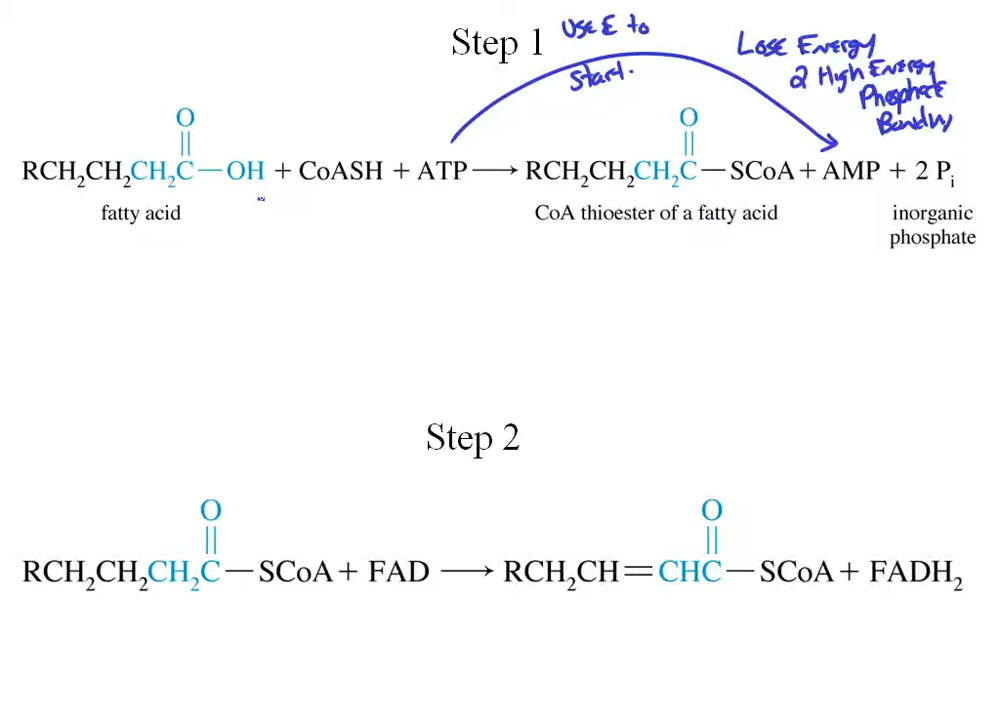 Step 1
Use E to
Start.
Lose Energy
2 High Energy
Phosphate
Bonding
O
||
RCH₂CH₂CH₂C—OH + CoASH + ATP ⟶ RCH₂CH₂CH₂C—SCoA + AMP + 2 Pᵢ
O
||
fatty acid
CoA thioester of a fatty acid
inorganic
phosphate
Step 2
O
||
RCH₂CH₂CH₂C—SCoA + FAD ⟶ RCH₂CH=CHC—SCoA + FADH₂
O
||